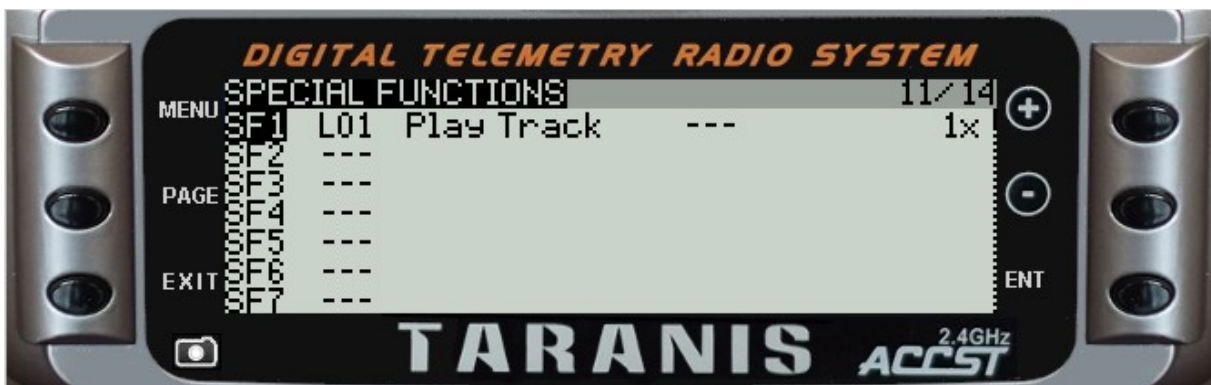 DIGITAL TELEMETRY RADIO SYSTEM
MENU
PAGE
EXIT
SPECIAL FUNCTIONS 11/14
SF1 L01 Play Track --- 1x
SF2 ---
SF3 ---
SF4 ---
SF5 ---
SF6 ---
SF7 ---
+
-
ENT
TARANIS
2.4GHz
ACCST